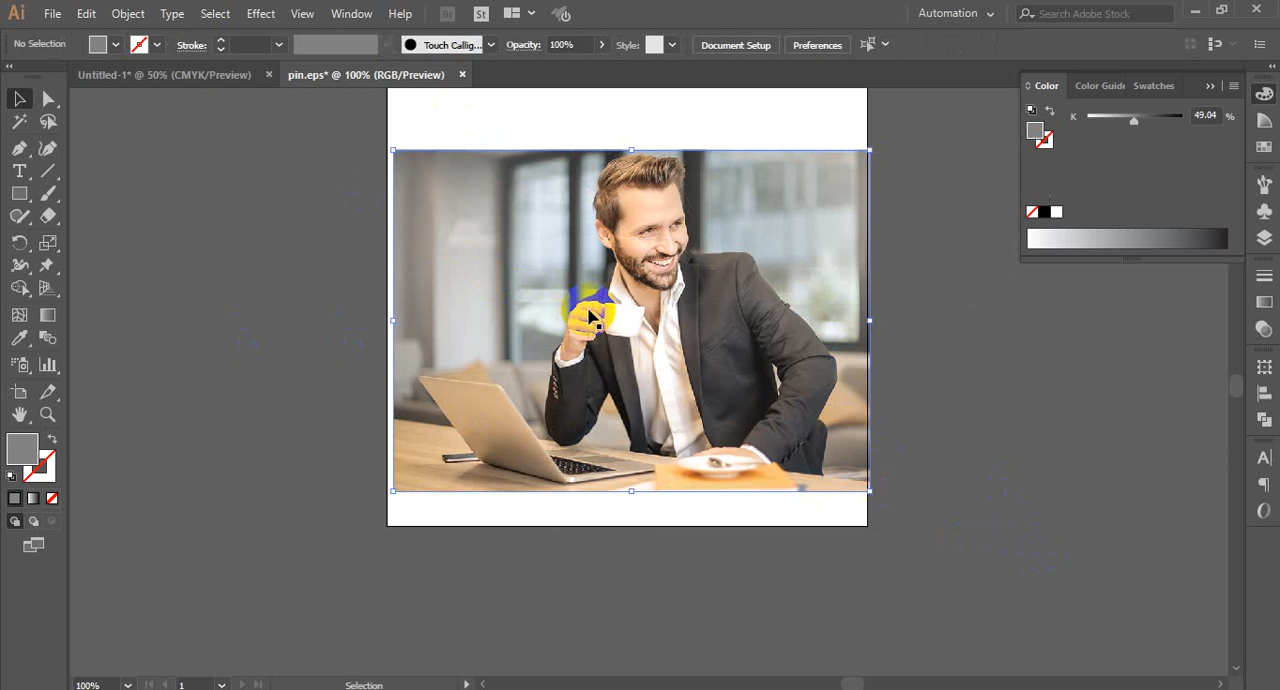 Ai File Edit Object Type Select Effect View Window Help Br St Automation Search Adobe Stock
No Selection Stroke: Touch Callig... Opacity: 100% Style: Document Setup Preferences
Untitled-1* @ 50% (CMYK/Preview) × pin.eps* @ 100% (RGB/Preview) ×
Color Color Guide Swatches
K 49.04 %
100% 1 Selection